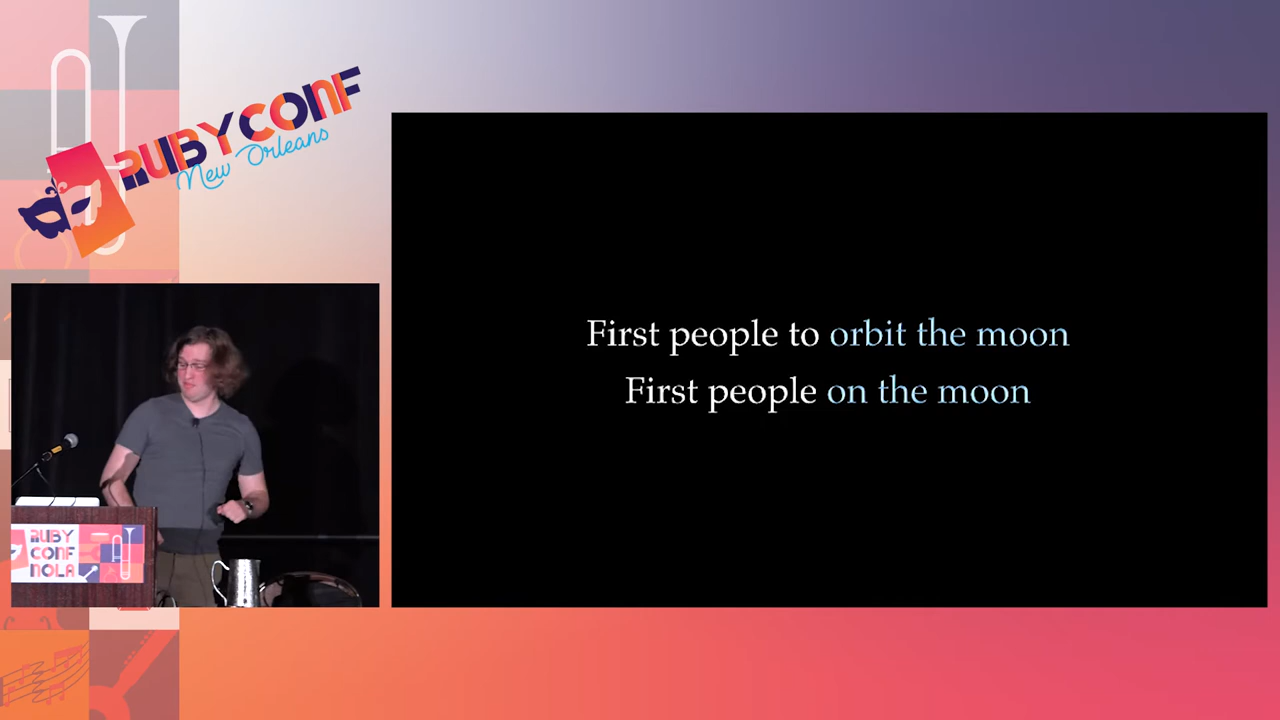 RUBYCONF
New Orleans
First people to orbit the moon
First people on the moon
RUBY
CONF
NOLA